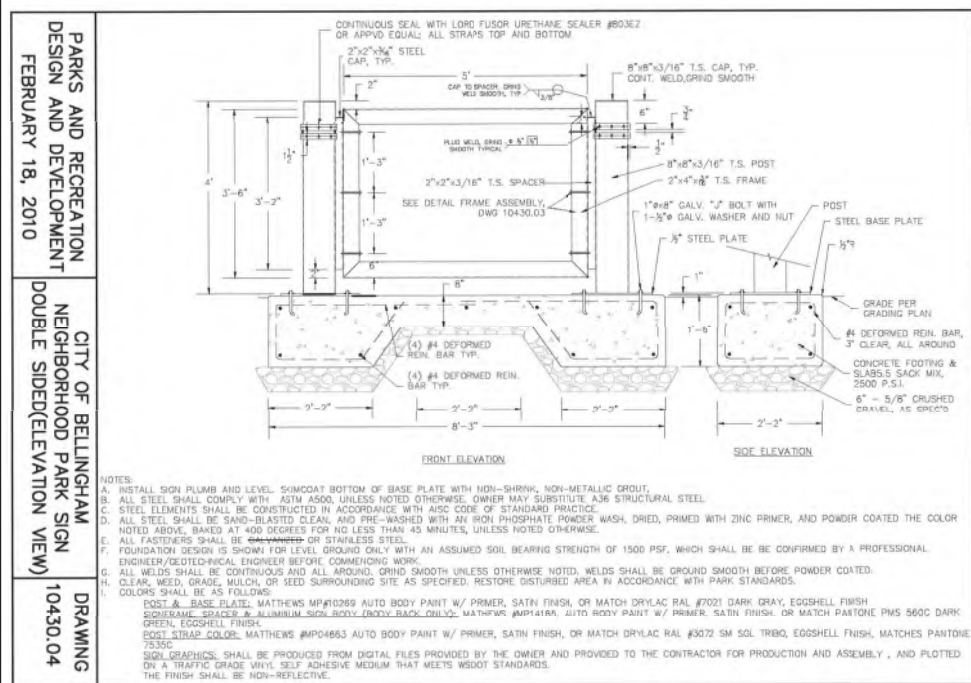 PARKS AND RECREATION
DESIGN AND DEVELOPMENT
FEBRUARY 18, 2010
CITY OF BELLINGHAM
NEIGHBORHOOD PARK SIGN
DOUBLE SIDED(ELEVATION VIEW)
DRAWING
10430.04
CONTINUOUS SEAL WITH LORD FUSOR URETHANE SEALER #803EZ
OR APPVD EQUAL; ALL STRAPS TOP AND BOTTOM
2"x2"x STEEL
CAP, TYP.
5'
2"
CAP TO SPACER, GRIND
WELD SMOOTH, TYP
1/8"
8"x8"x3/16" T.S. CAP, TYP.
CONT. WELD,GRIND SMOOTH
6"
PLUG WELD, GRIND
SMOOTH TYPICAL
1½"
½"
4'
3'-6"
3'-2"
1'-3"
1'-3"
6"
8"x8"x3/16" T.S. POST
2"x2"x3/16" T.S. SPACER
T.S. FRAME
SEE DETAIL FRAME ASSEMBLY,
DWG 10430.03
1"øx8" GALV. "J" BOLT WITH
1-½"ø GALV. WASHER AND NUT
½" STEEL PLATE
POST
STEEL BASE PLATE
8"
1"
1'-6"
GRADE PER
GRADING PLAN
(4) #4 DEFORMED
REIN. BAR TYP.
(4) #4 DEFORMED REIN.
BAR TYP.
#4 DEFORMED REIN. BAR,
3" CLEAR, ALL AROUND
CONCRETE FOOTING &
SLAB5.5 SACK MIX,
2500 P.S.I.
6" - 5/8" CRUSHED
GRAVEL, AS SPEC'D
2'-2" 2'-2" 2'-2"
8'-3"
2'-2"
FRONT ELEVATION
SIDE ELEVATION
NOTES:
A. INSTALL SIGN PLUMB AND LEVEL. SKIMCOAT BOTTOM OF BASE PLATE WITH NON-SHRINK, NON-METALLIC GROUT,
B. ALL STEEL SHALL COMPLY WITH ASTM A500, UNLESS NOTED OTHERWISE. OWNER MAY SUBSTITUTE A36 STRUCTURAL STEEL
C. STEEL ELEMENTS SHALL BE CONSTRUCTED IN ACCORDANCE WITH AISC CODE OF STANDARD PRACTICE.
D. ALL STEEL SHALL BE SAND-BLASTED CLEAN, AND PRE-WASHED WITH AN IRON PHOSPHATE POWDER WASH, DRIED, PRIMED WITH ZINC PRIMER, AND POWDER COATED THE COLOR
NOTED ABOVE, BAKED AT 400 DEGREES FOR NO LESS THAN 45 MINUTES, UNLESS NOTED OTHERWISE.
E. ALL FASTENERS SHALL BE GALVANIZED OR STAINLESS STEEL.
F. FOUNDATION DESIGN IS SHOWN FOR LEVEL GROUND ONLY WITH AN ASSUMED SOIL BEARING STRENGTH OF 1500 PSF, WHICH SHALL BE BE CONFIRMED BY A PROFESSIONAL
ENGINEER/GEOTECHNICAL ENGINEER BEFORE COMMENCING WORK.
G. ALL WELDS SHALL BE CONTINUOUS AND ALL AROUND. GRIND SMOOTH UNLESS OTHERWISE NOTED. WELDS SHALL BE GROUND SMOOTH BEFORE POWDER COATED.
H. CLEAR, WEED, GRADE, MULCH, OR SEED SURROUNDING SITE AS SPECIFIED. RESTORE DISTURBED AREA IN ACCORDANCE WITH PARK STANDARDS.
I. COLORS SHALL BE AS FOLLOWS:
POST & BASE PLATE: MATTHEWS MP#10269 AUTO BODY PAINT W/ PRIMER, SATIN FINISH, OR MATCH DRYLAC RAL #7021 DARK GRAY, EGGSHELL FINISH
SIGNFRAME, SPACER & ALUMINUM SIGN BODY (BODY BACK ONLY): MATHEWS #MP14185, AUTO BODY PAINT W/ PRIMER, SATIN FINISH, OR MATCH PANTONE PMS 560C DARK
GREEN, EGGSHELL FINISH.
POST STRAP COLOR: MATTHEWS #MP04663 AUTO BODY PAINT W/ PRIMER, SATIN FINISH, OR MATCH DRYLAC RAL #3072 SM SOL TRIBO, EGGSHELL FNISH, MATCHES PANTONE
7535C
SIGN GRAPHICS: SHALL BE PRODUCED FROM DIGITAL FILES PROVIDED BY THE OWNER AND PROVIDED TO THE CONTRACTOR FOR PRODUCTION AND ASSEMBLY , AND PLOTTED
ON A TRAFFIC GRADE VINYL SELF ADHESIVE MEDIUM THAT MEETS WSDOT STANDARDS.
THE FINISH SHALL BE NON-REFLECTIVE.